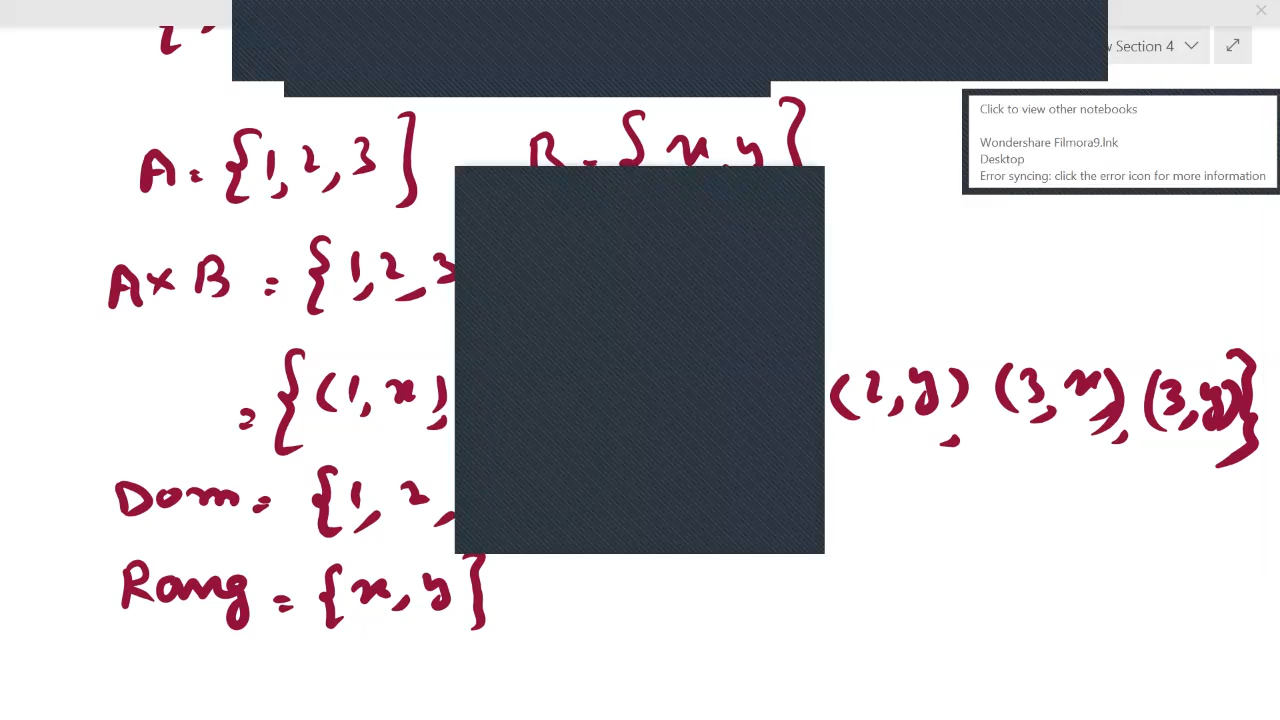 w Section 4
Click to view other notebooks
Wondershare Filmora9.lnk
Desktop
Error syncing: click the error icon for more information
A = {1, 2, 3} B = {x, y}
A × B = {1, 2, 3
= {(1, x), (2, y), (3, x), (3, y)}
Dom = {1, 2,
Rang = {x, y}